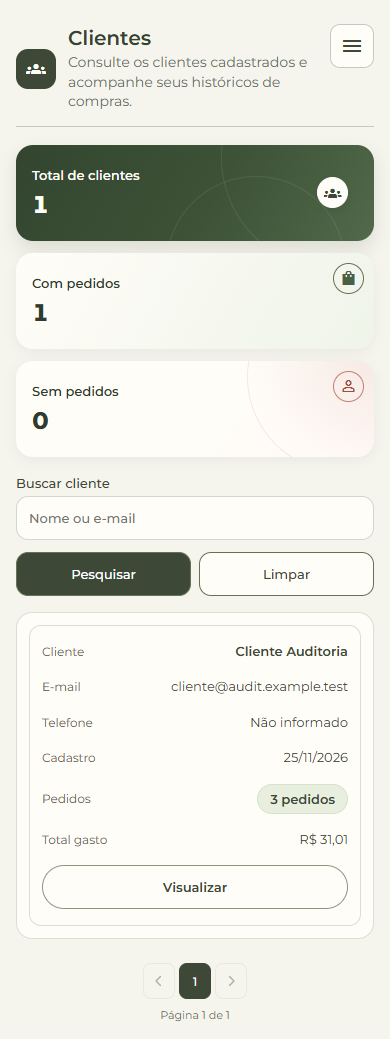 Clientes
Consulte os clientes cadastrados e
acompanhe seus históricos de
compras.
Total de clientes
1
Com pedidos
1
Sem pedidos
0
Buscar cliente
Nome ou e-mail
Pesquisar
Limpar
Cliente
Cliente Auditoria
E-mail
cliente@audit.example.test
Telefone
Não informado
Cadastro
25/11/2026
Pedidos
3 pedidos
Total gasto
R$ 31,01
Visualizar
1
Página 1 de 1